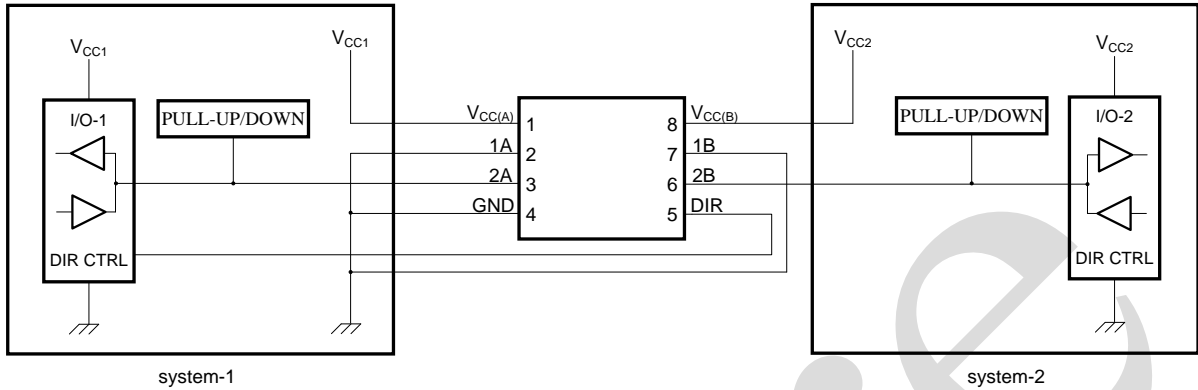 VCC1
VCC1
VCC2
VCC2
I/O-1
PULL-UP/DOWN
VCC(A)
1
8
VCC(B)
PULL-UP/DOWN
I/O-2
1A
2
7
1B
2A
3
6
2B
GND
4
5
DIR
DIR CTRL
DIR CTRL
system-1
system-2